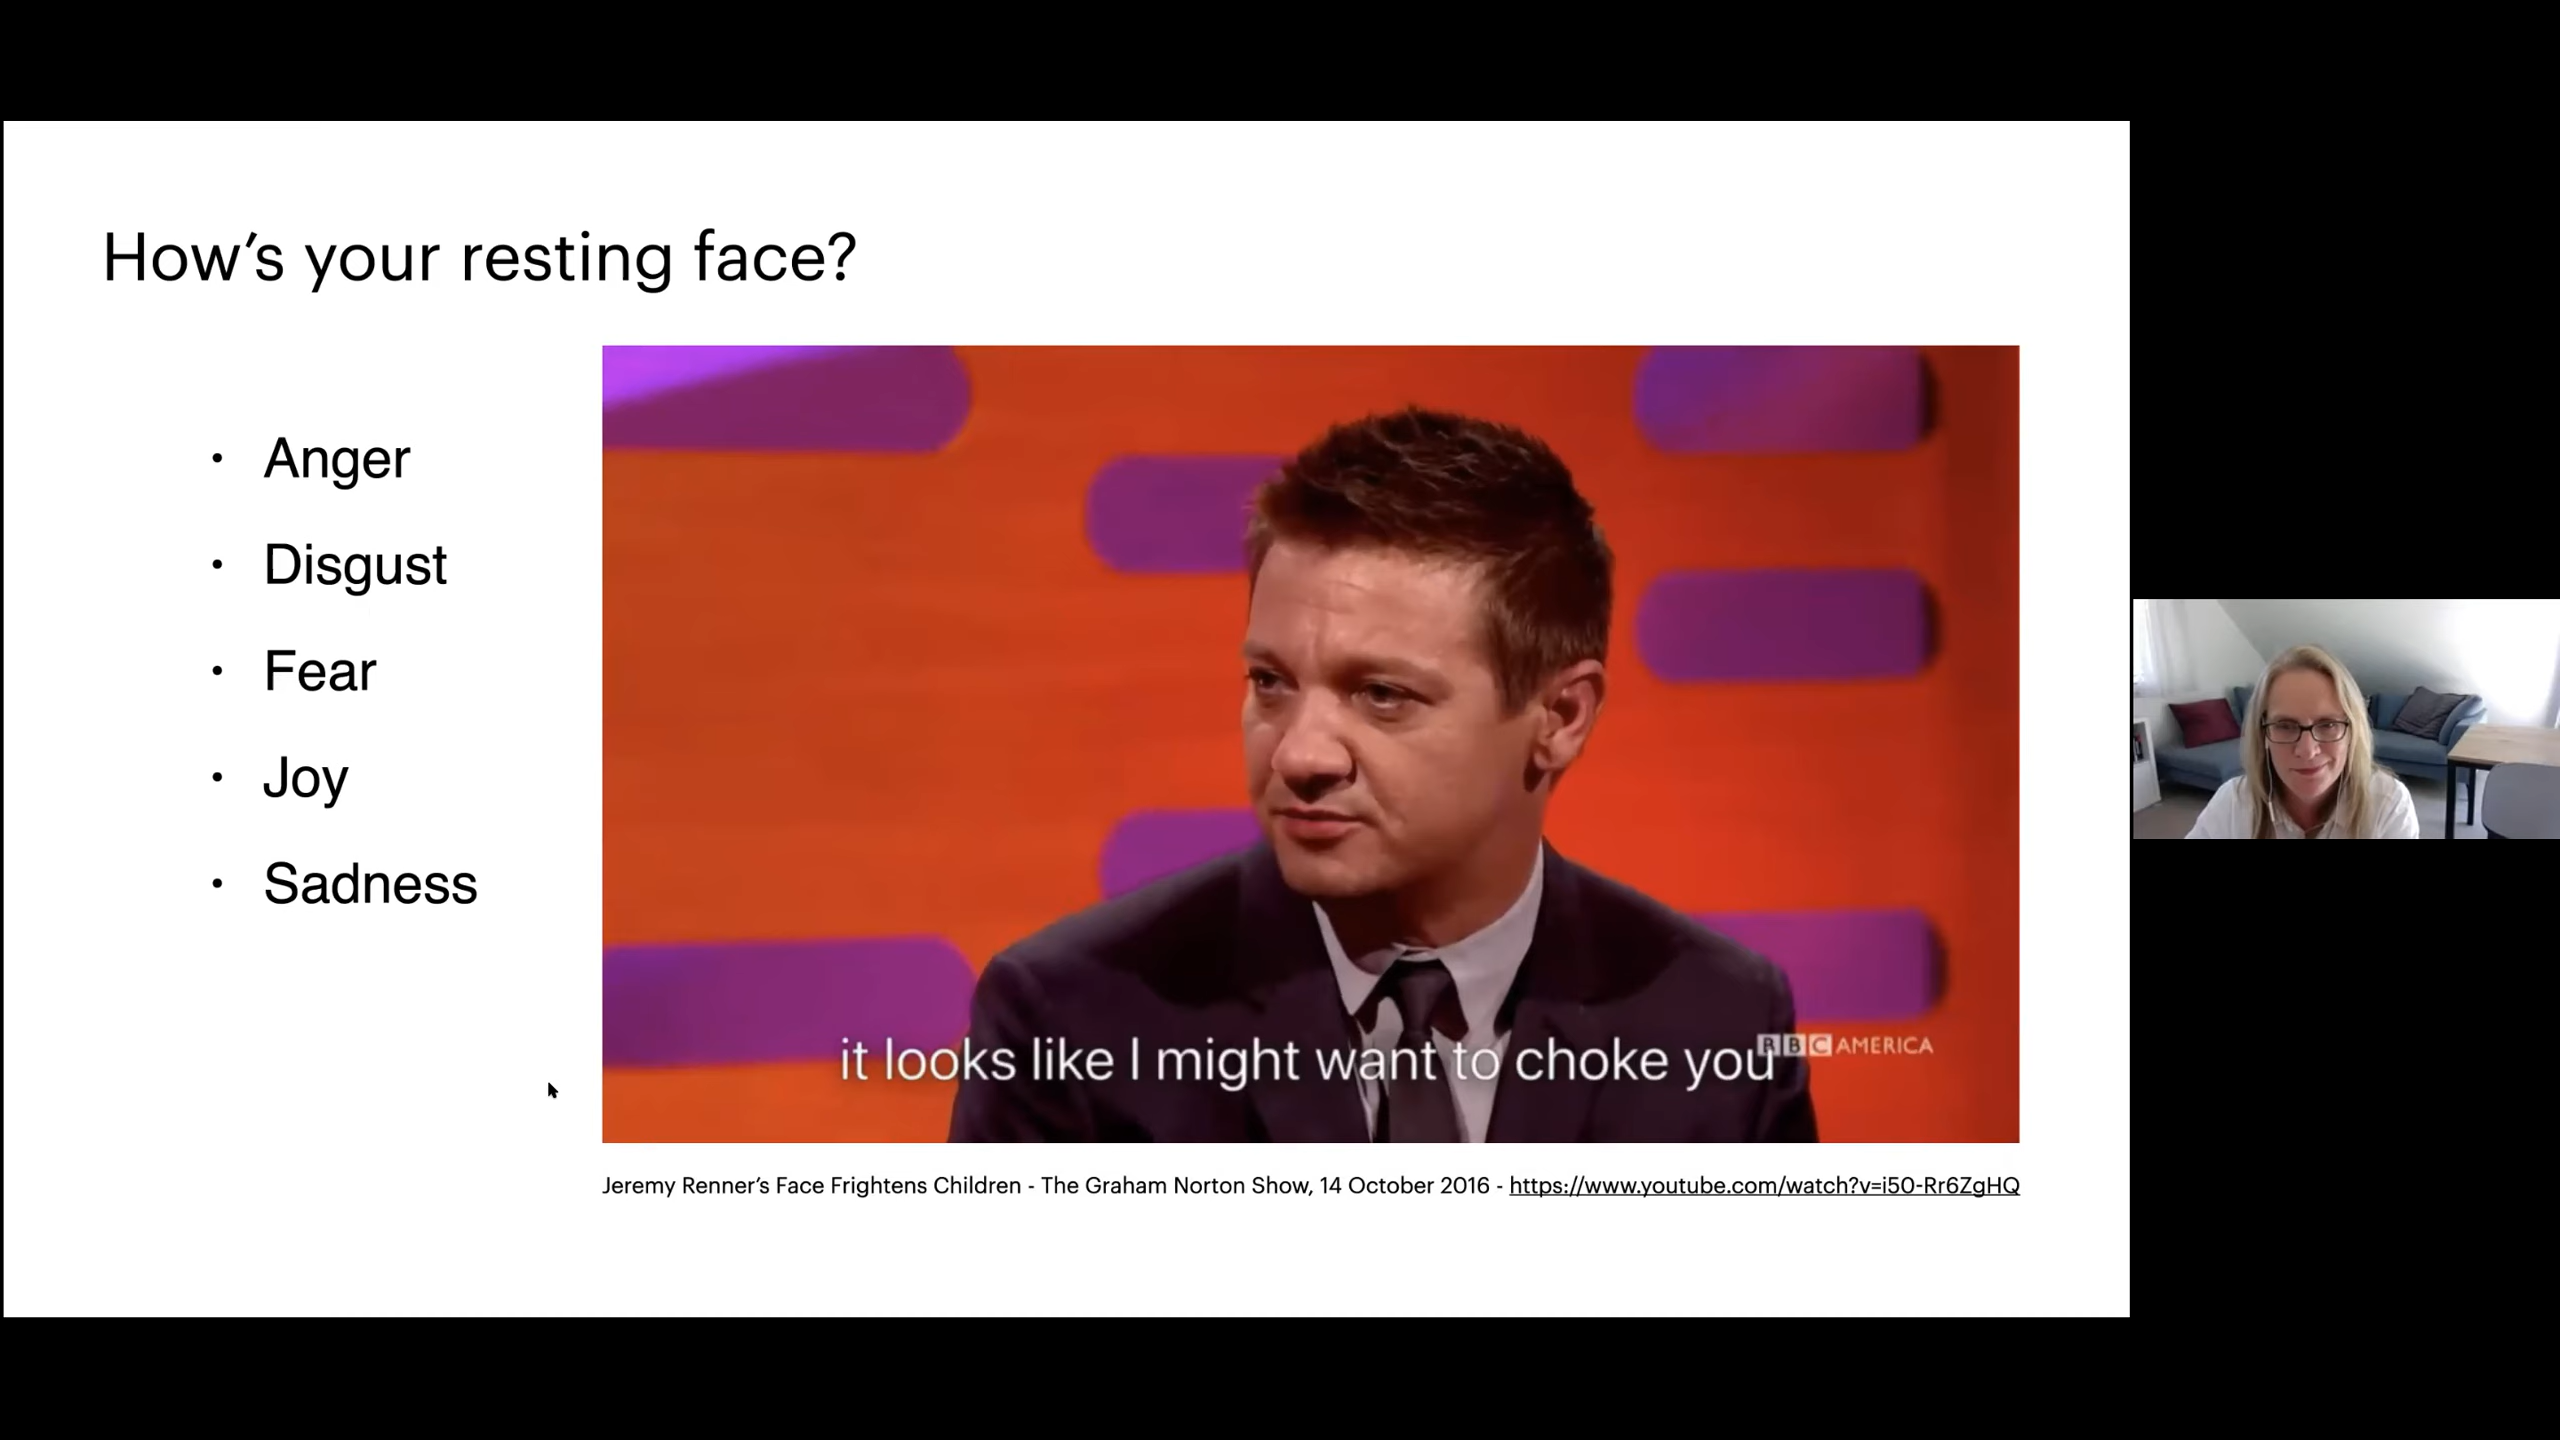 How’s your resting face?
• Anger
• Disgust
• Fear
• Joy
• Sadness
it looks like I might want to choke you
BBC AMERICA
Jeremy Renner’s Face Frightens Children - The Graham Norton Show, 14 October 2016 - https://www.youtube.com/watch?v=i50-Rr6ZgHQ